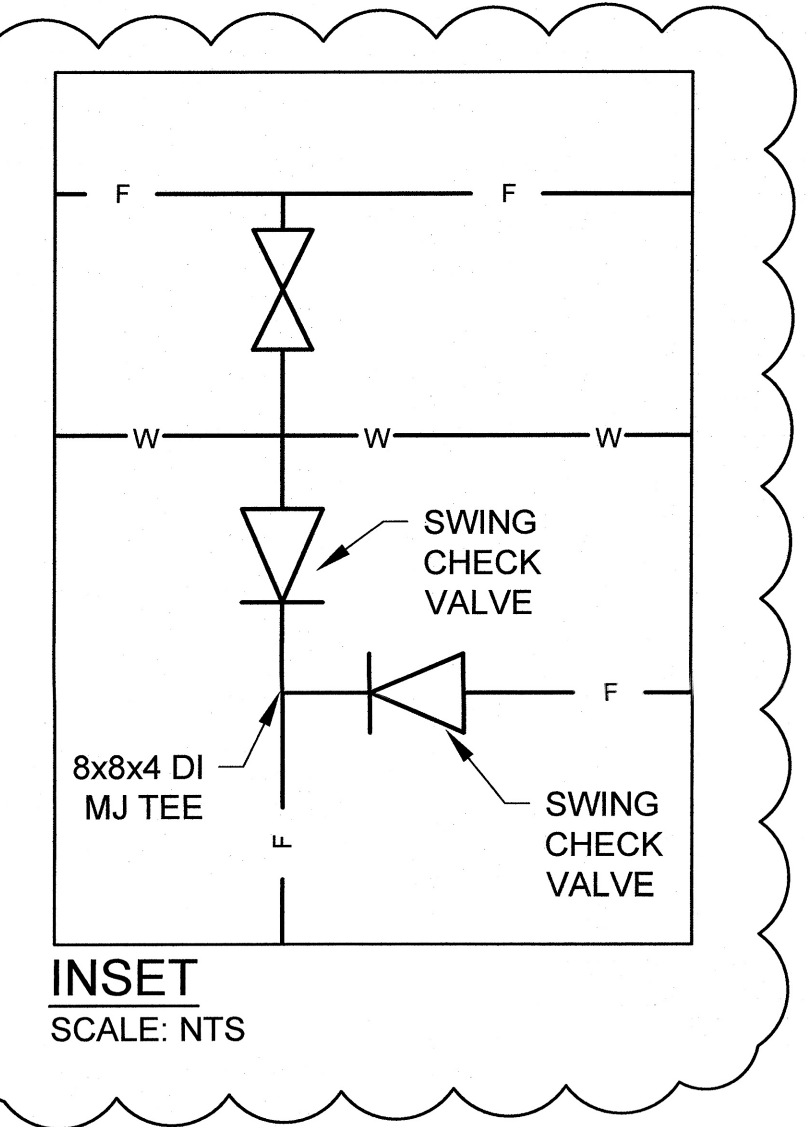 F F
W W W
SWING
CHECK
VALVE
F
8x8x4 DI
MJ TEE
SWING
CHECK
VALVE
F
INSET
SCALE: NTS